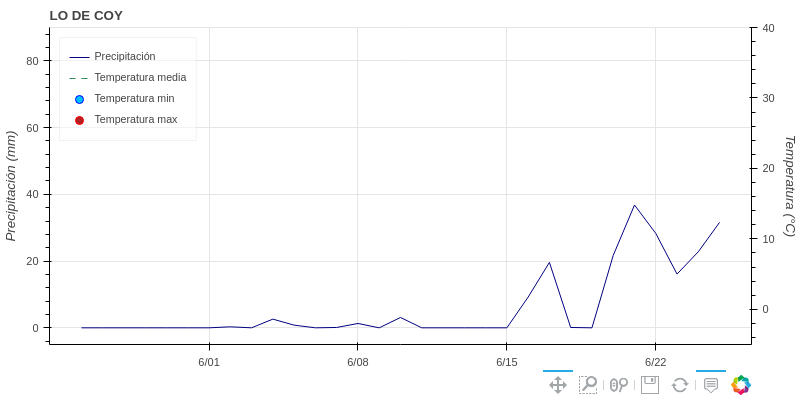 LO DE COY
Precipitación
Temperatura media
Temperatura min
Temperatura max
Precipitación (mm)
80
60
40
20
0
40
30
20
10
0
Temperatura (°C)
6/01
6/08
6/15
6/22